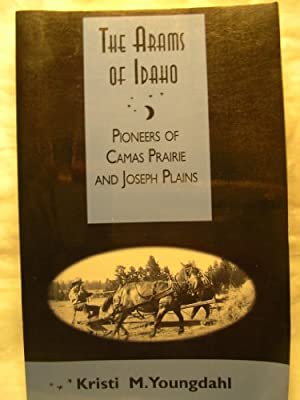 The Arams
of Idaho
Pioneers of
Camas Prairie
and Joseph Plains
Kristi M. Youngdahl